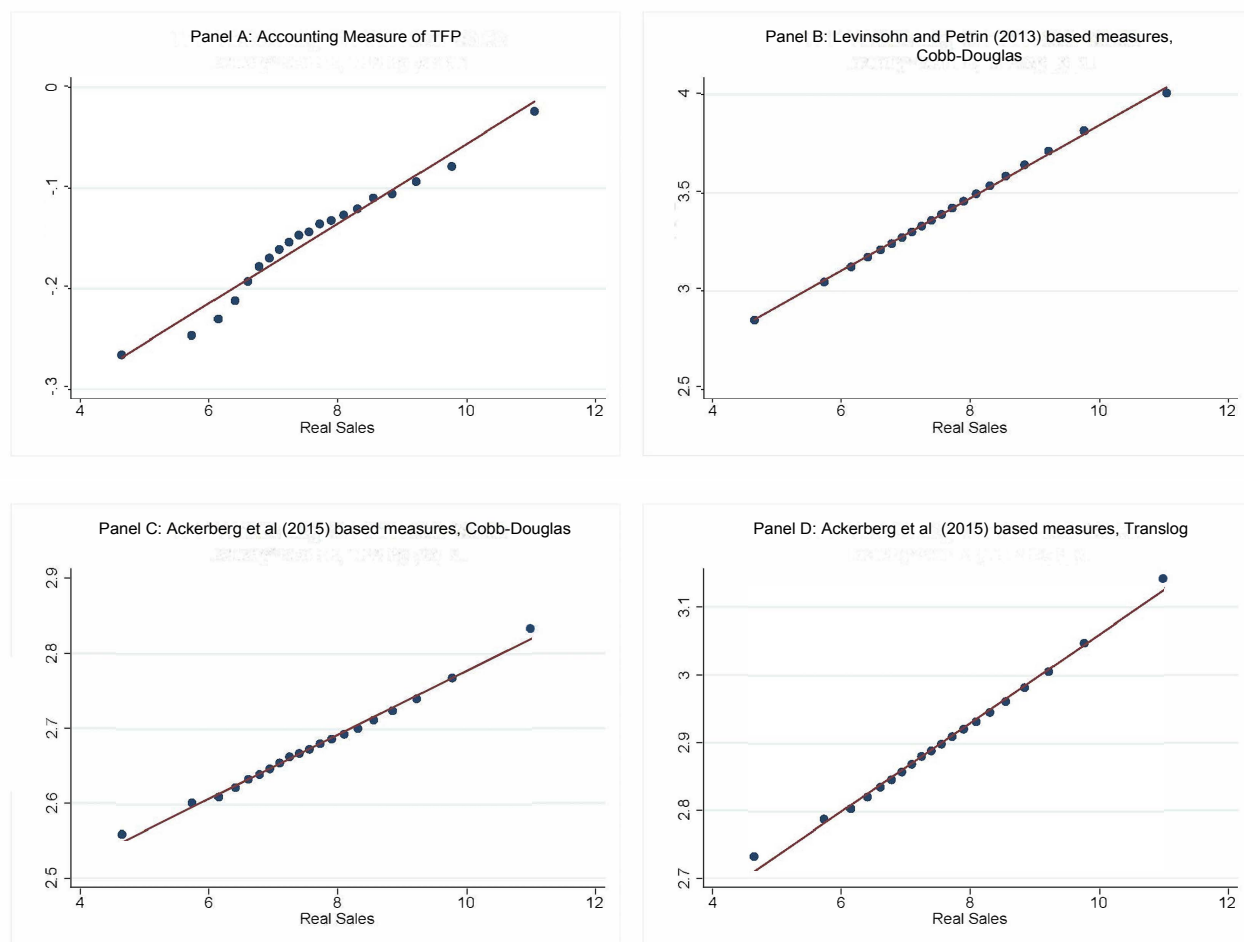 Panel A: Accounting Measure of TFP
0
-.1
-.2
-.3
4 6 8 10 12
Real Sales
Panel B: Levinsohn and Petrin (2013) based measures,
Cobb-Douglas
4
3.5
3
2.5
4 6 8 10 12
Real Sales
Panel C: Ackerberg et al (2015) based measures, Cobb-Douglas
2.9
2.8
2.7
2.6
2.5
4 6 8 10 12
Real Sales
Panel D: Ackerberg et al (2015) based measures, Translog
3.1
3
2.9
2.8
2.7
4 6 8 10 12
Real Sales